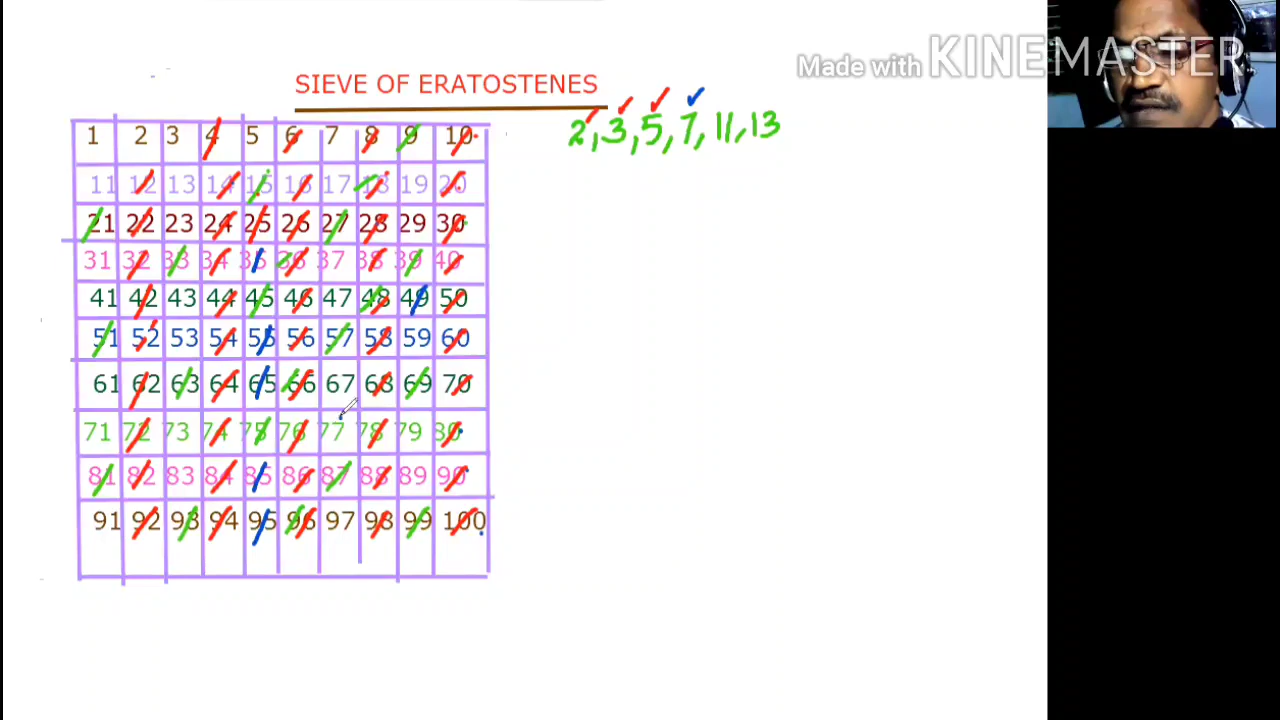 Made with KINEMASTER
SIEVE OF ERATOSTENES
2, 3, 5, 7, 11, 13
1 2 3 4 5 6 7 8 9 10
11 12 13 14 15 16 17 18 19 20
21 22 23 24 25 26 27 28 29 30
31 32 33 34 35 36 37 38 39 40
41 42 43 44 45 46 47 48 49 50
51 52 53 54 55 56 57 58 59 60
61 62 63 64 65 66 67 68 69 70
71 72 73 74 75 76 77 78 79 80
81 82 83 84 85 86 87 88 89 90
91 92 93 94 95 96 97 98 99 100